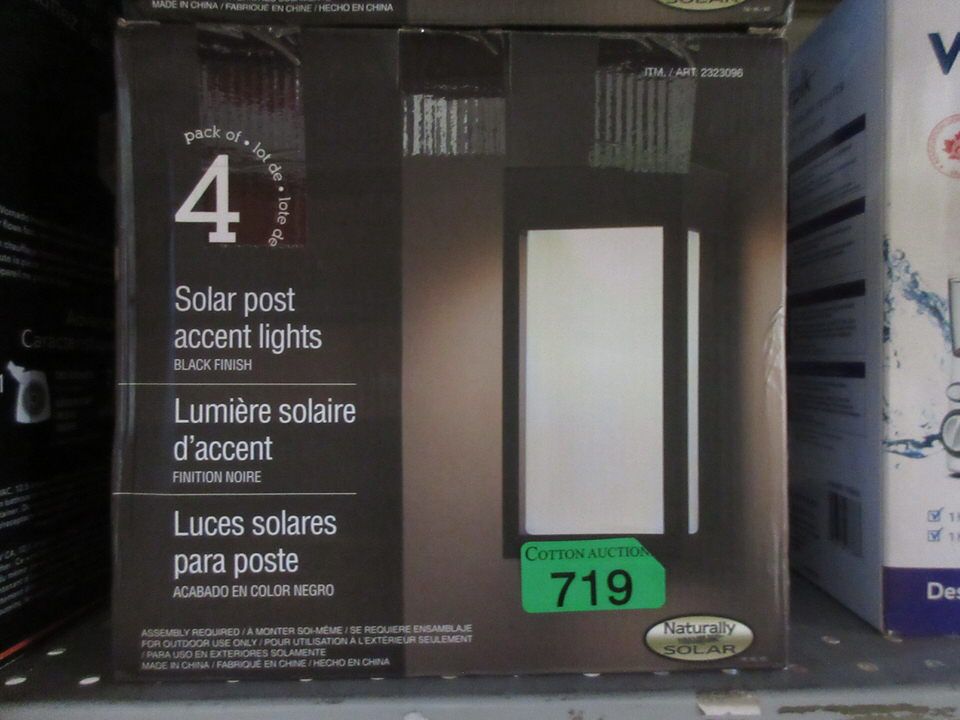 MADE IN CHINA / FABRIQUÉ EN CHINE / HECHO EN CHINA
SOLAR
ITM. / ART. 2323096
pack of • lot de • lote de
4
Solar post
accent lights
BLACK FINISH
Lumière solaire
d'accent
FINITION NOIRE
Luces solares
para poste
ACABADO EN COLOR NEGRO
ASSEMBLY REQUIRED / À MONTER SOI-MÊME / SE REQUIERE ENSAMBLAJE
FOR OUTDOOR USE ONLY / POUR UTILISATION À L'EXTÉRIEUR SEULEMENT
/ PARA USO EN EXTERIORES SOLAMENTE
MADE IN CHINA / FABRIQUÉ EN CHINE / HECHO EN CHINA
COTTON AUCTION
719
Naturally
SOLAR
Des